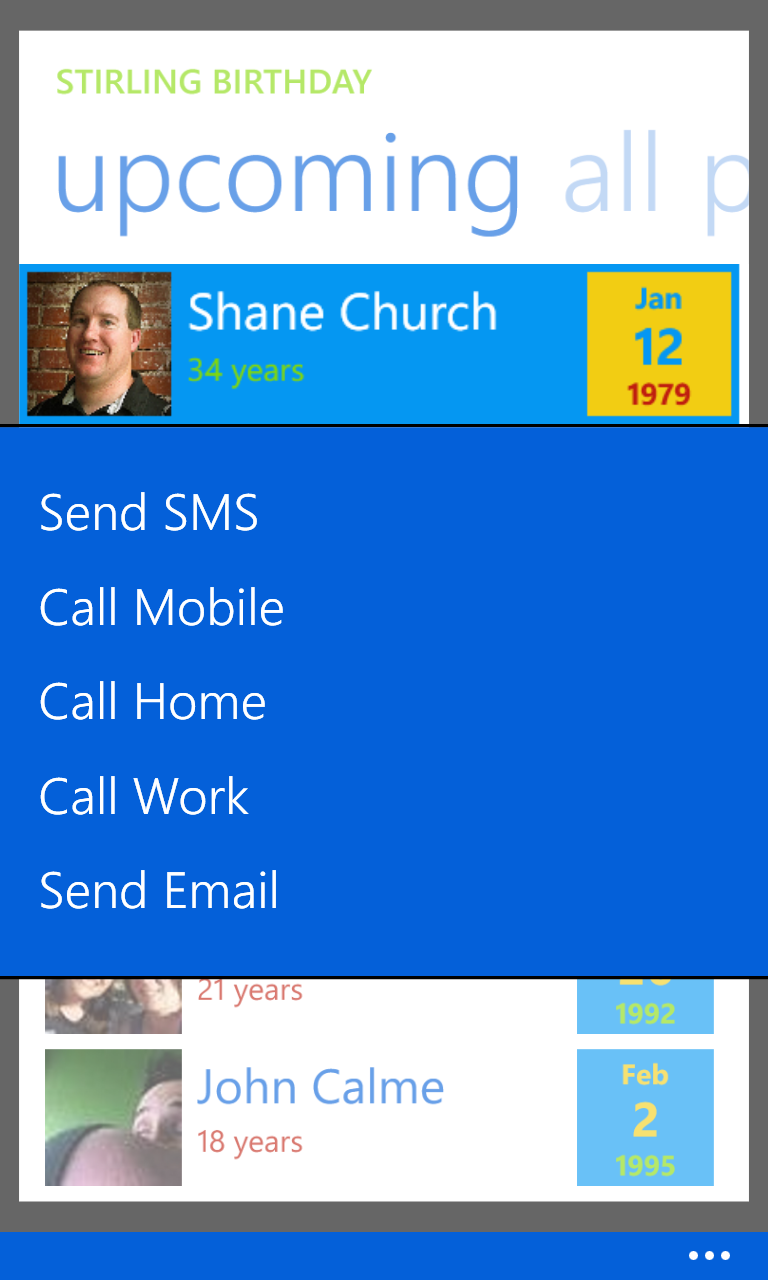 STIRLING BIRTHDAY
upcoming all p
Shane Church
34 years
Jan
12
1979
Send SMS
Call Mobile
Call Home
Call Work
Send Email
21 years
1992
John Calme
18 years
Feb
2
1995